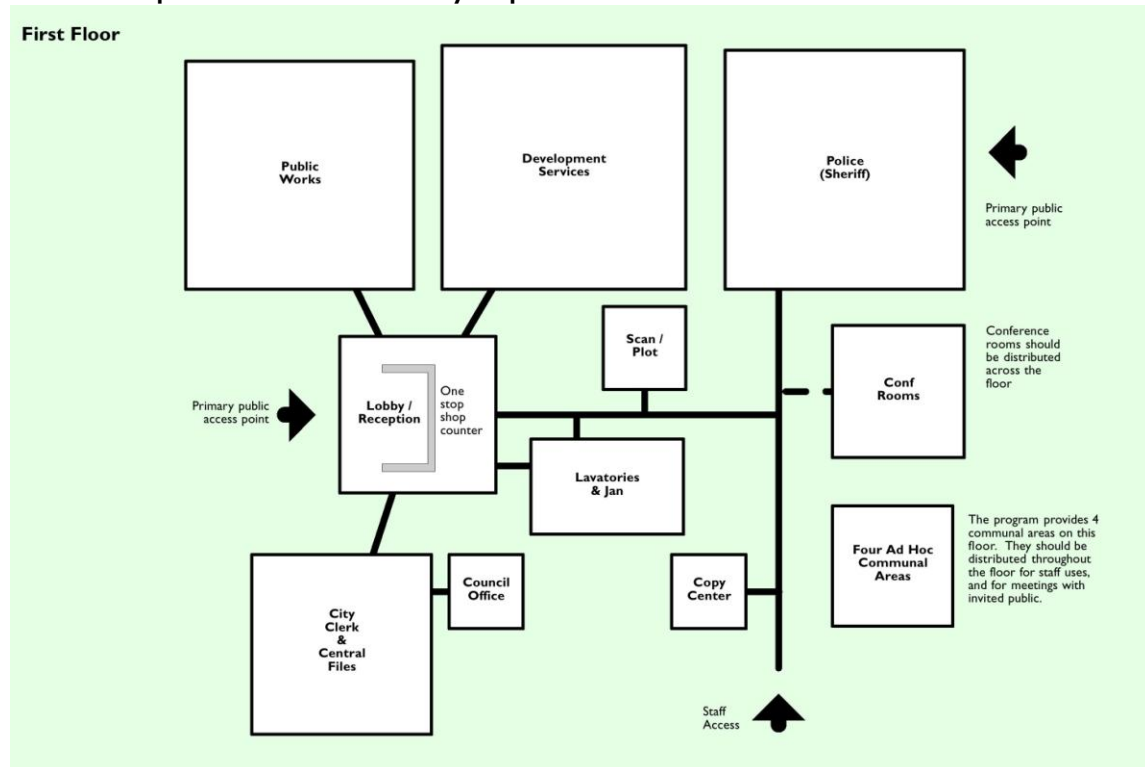 First Floor
Public
Works
Development
Services
Police
(Sheriff)
Primary public
access point
Scan /
Plot
Conference
rooms should
be distributed
across the
floor
Conf
Rooms
Primary public
access point
Lobby /
Reception
One
stop
shop
counter
Lavatories
& Jan
The program provides 4
communal areas on this
floor. They should be
distributed throughout
the floor for staff uses,
and for meetings with
invited public.
Four Ad Hoc
Communal
Areas
Council
Office
Copy
Center
City
Clerk
&
Central
Files
Staff
Access